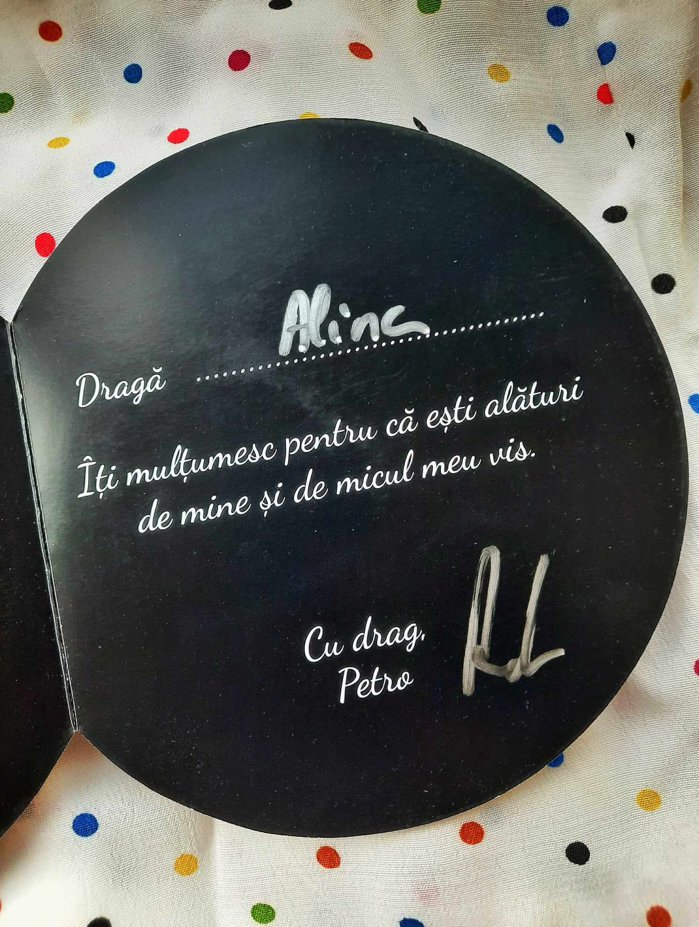 Dragă Alina
Îți mulțumesc pentru că ești alături
de mine și de micul meu vis.
Cu drag,
Petro